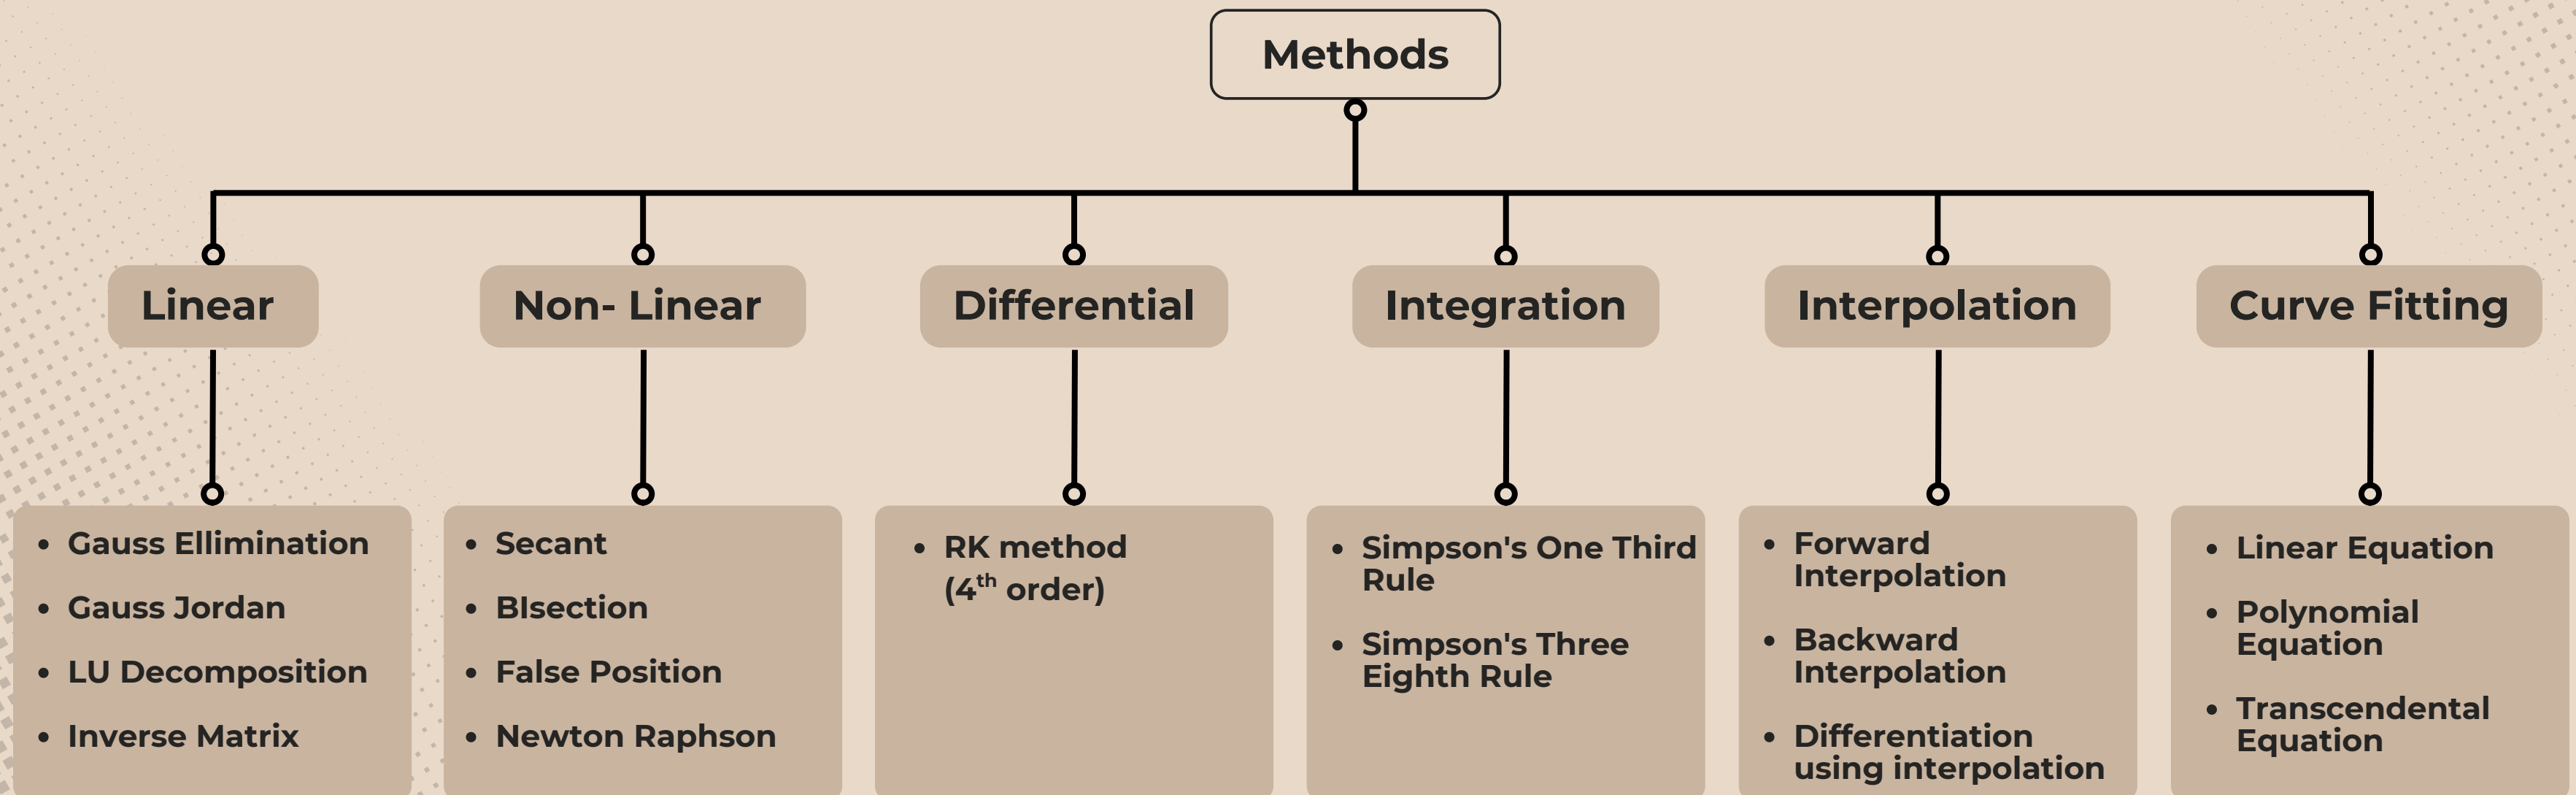 Methods
Linear
Non- Linear
Differential
Integration
Interpolation
Curve Fitting
• Gauss Ellimination
• Gauss Jordan
• LU Decomposition
• Inverse Matrix
• Secant
• BIsection
• False Position
• Newton Raphson
• RK method
(4th order)
• Simpson's One Third
Rule
• Simpson's Three
Eighth Rule
• Forward
Interpolation
• Backward
Interpolation
• Differentiation
using interpolation
• Linear Equation
• Polynomial
Equation
• Transcendental
Equation